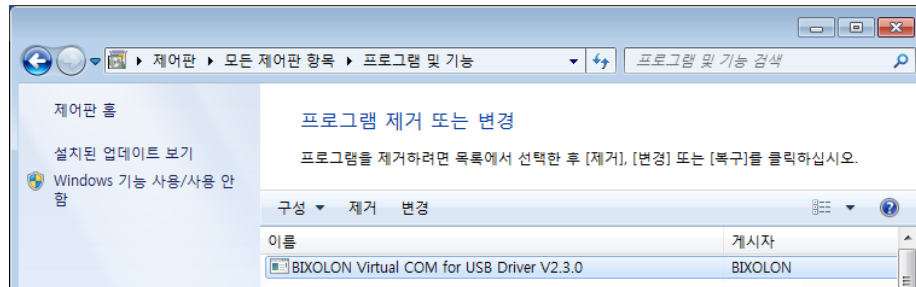 제어판 ▸ 모든 제어판 항목 ▸ 프로그램 및 기능
프로그램 및 기능 검색
제어판 홈
설치된 업데이트 보기
Windows 기능 사용/사용 안
함
프로그램 제거 또는 변경
프로그램을 제거하려면 목록에서 선택한 후 [제거], [변경] 또는 [복구]를 클릭하십시오.
구성 제거 변경
이름 게시자
BIXOLON Virtual COM for USB Driver V2.3.0 BIXOLON